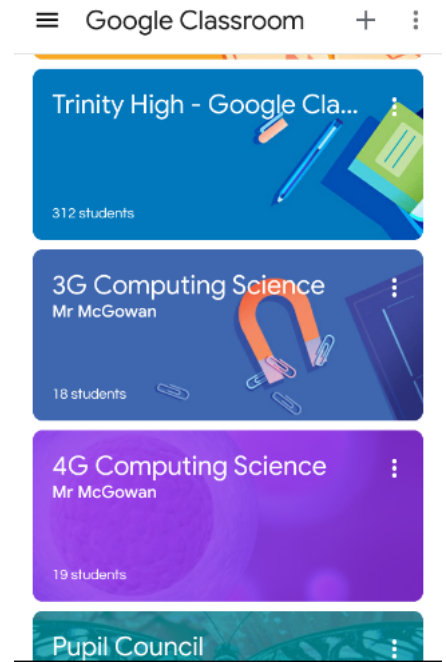 Google Classroom
Trinity High - Google Cla...
312 students
3G Computing Science
Mr McGowan
18 students
4G Computing Science
Mr McGowan
19 students
Pupil Council